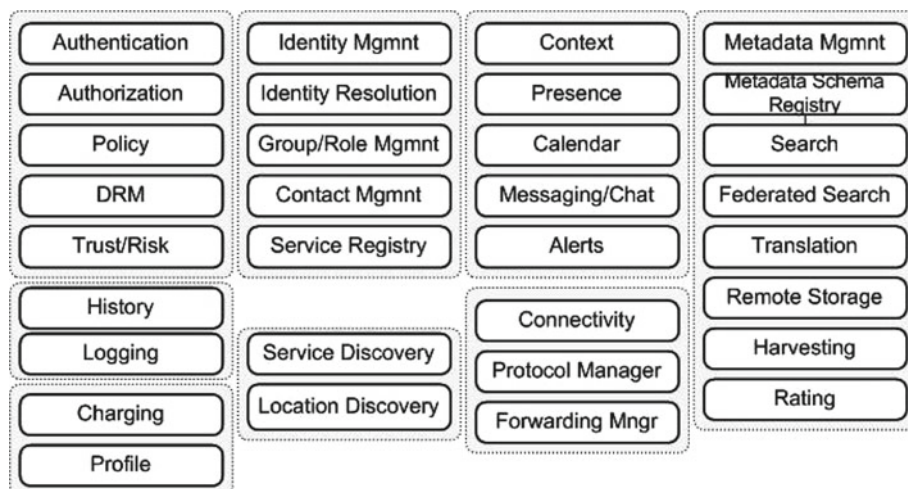 Authentication
Authorization
Policy
DRM
Trust/Risk
History
Logging
Charging
Profile
Identity Mgmnt
Identity Resolution
Group/Role Mgmnt
Contact Mgmnt
Service Registry
Service Discovery
Location Discovery
Context
Presence
Calendar
Messaging/Chat
Alerts
Connectivity
Protocol Manager
Forwarding Mngr
Metadata Mgmnt
Metadata Schema
Registry
Search
Federated Search
Translation
Remote Storage
Harvesting
Rating